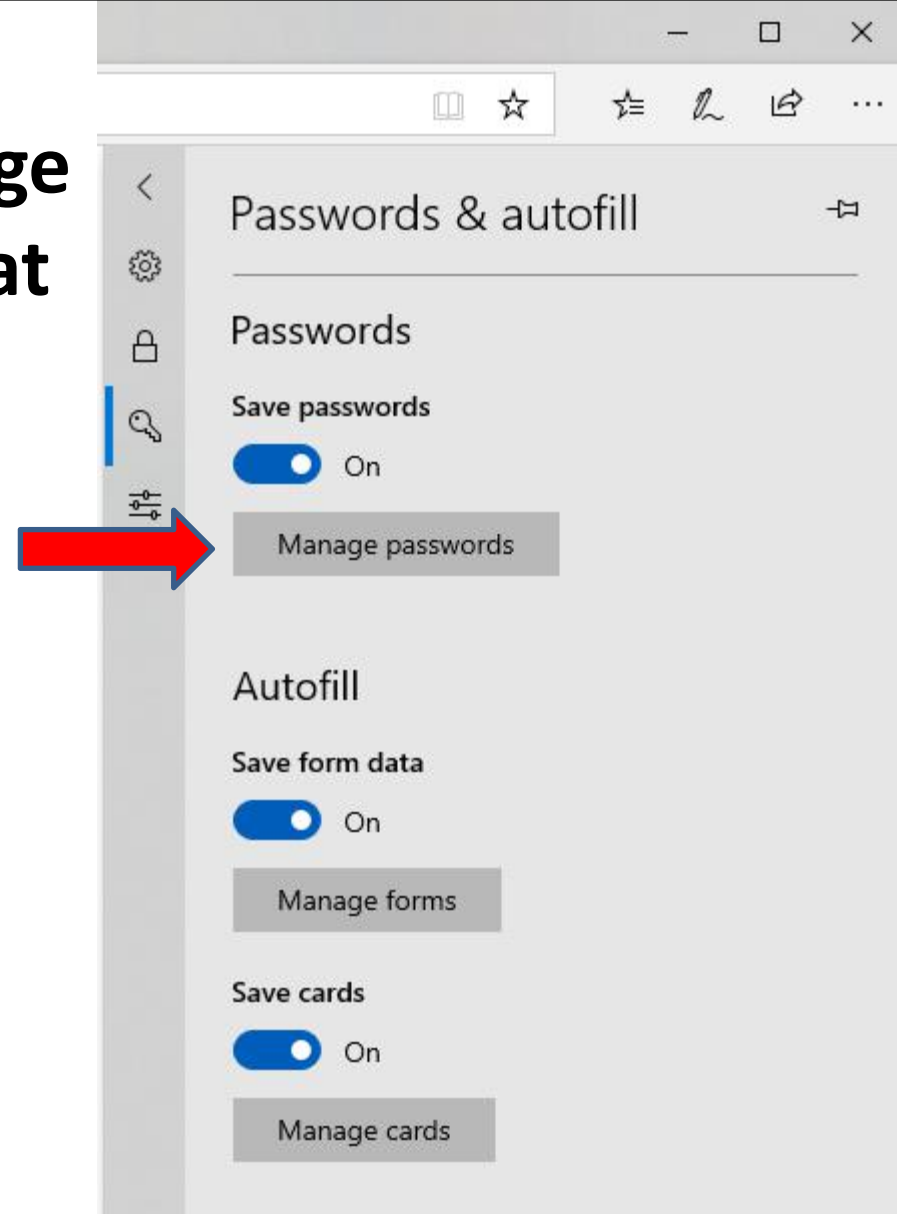 ge
at
Passwords & autofill
Passwords
Save passwords
On
Manage passwords
Autofill
Save form data
On
Manage forms
Save cards
On
Manage cards